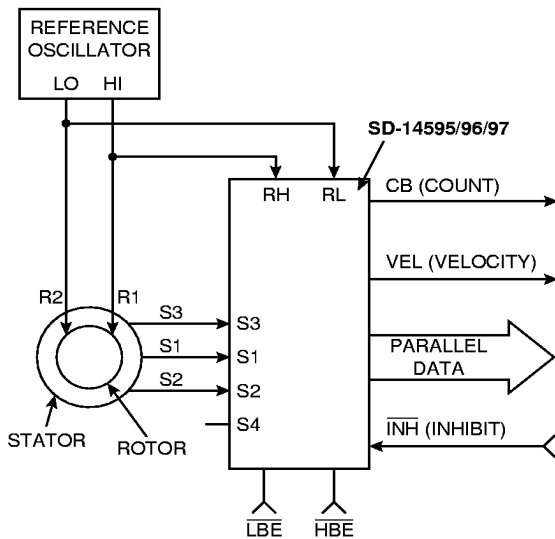 REFERENCE
OSCILLATOR
LO HI
SD-14595/96/97
RH RL
CB (COUNT)
VEL (VELOCITY)
R2 R1
S3 S3
S1 S1
S2 S2
S4
PARALLEL
DATA
INH (INHIBIT)
STATOR
ROTOR
LBE HBE